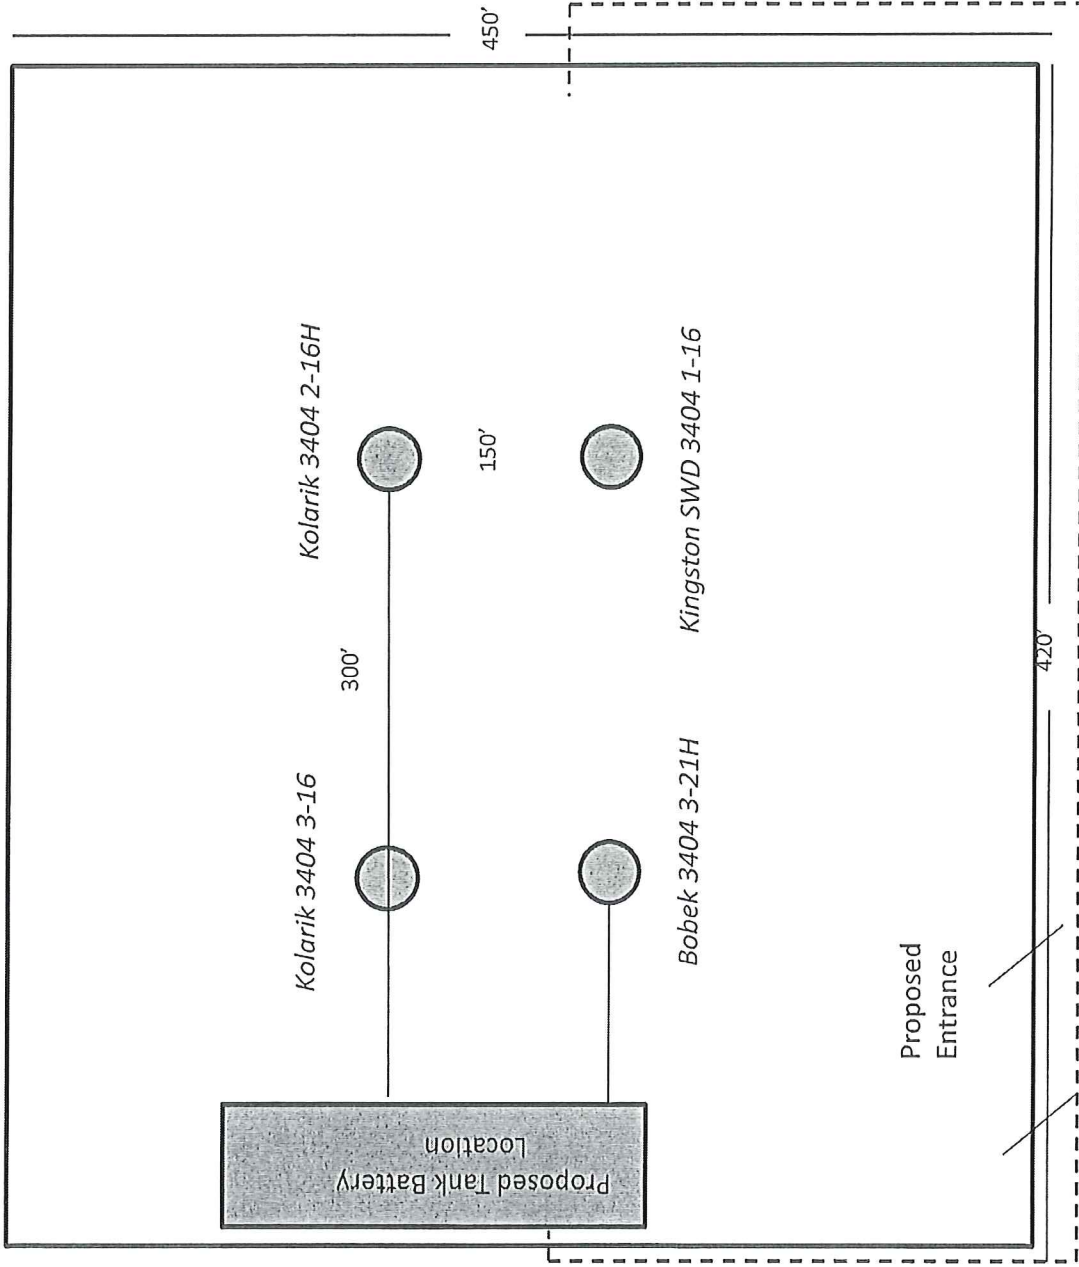 450'
Kolarik 3404 3-16
Kolarik 3404 2-16H
300'
150'
Bobek 3404 3-21H
Kingston SWD 3404 1-16
Proposed Tank Battery
Location
Proposed
Entrance
420'